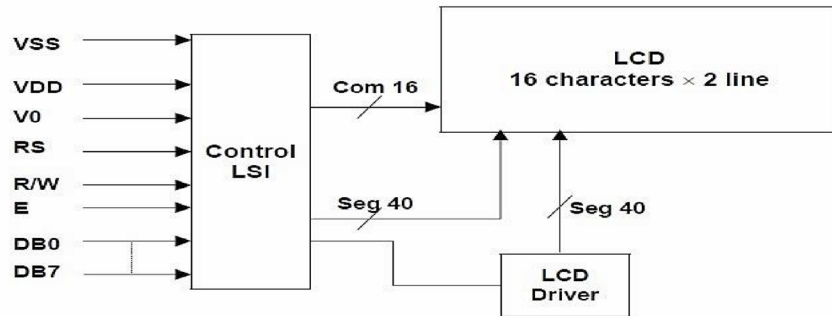 VSS
VDD
V0
RS
R/W
E
DB0
DB7
Control
LSI
Com 16
Seg 40
LCD
16 characters × 2 line
Seg 40
LCD
Driver